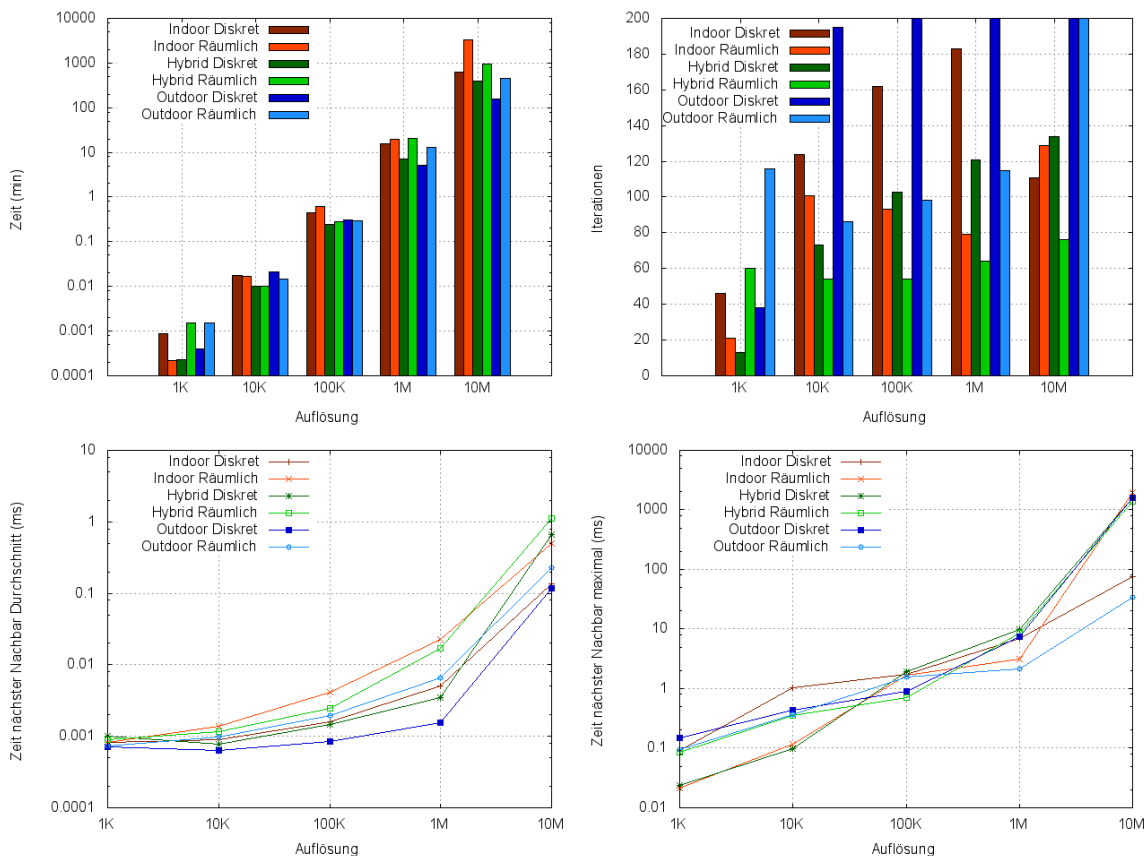 Zeit (min)
10000
1000
100
10
1
0.1
0.01
0.001
0.0001
Indoor Diskret
Indoor Räumlich
Hybrid Diskret
Hybrid Räumlich
Outdoor Diskret
Outdoor Räumlich
1K 10K 100K 1M 10M
Auflösung
Iterationen
200
180
160
140
120
100
80
60
40
20
0
Indoor Diskret
Indoor Räumlich
Hybrid Diskret
Hybrid Räumlich
Outdoor Diskret
Outdoor Räumlich
1K 10K 100K 1M 10M
Auflösung
Zeit nächster Nachbar Durchschnitt (ms)
10
1
0.1
0.01
0.001
0.0001
Indoor Diskret
Indoor Räumlich
Hybrid Diskret
Hybrid Räumlich
Outdoor Diskret
Outdoor Räumlich
1K 10K 100K 1M 10M
Auflösung
Zeit nächster Nachbar maximal (ms)
10000
1000
100
10
1
0.1
0.01
Indoor Diskret
Indoor Räumlich
Hybrid Diskret
Hybrid Räumlich
Outdoor Diskret
Outdoor Räumlich
1K 10K 100K 1M 10M
Auflösung